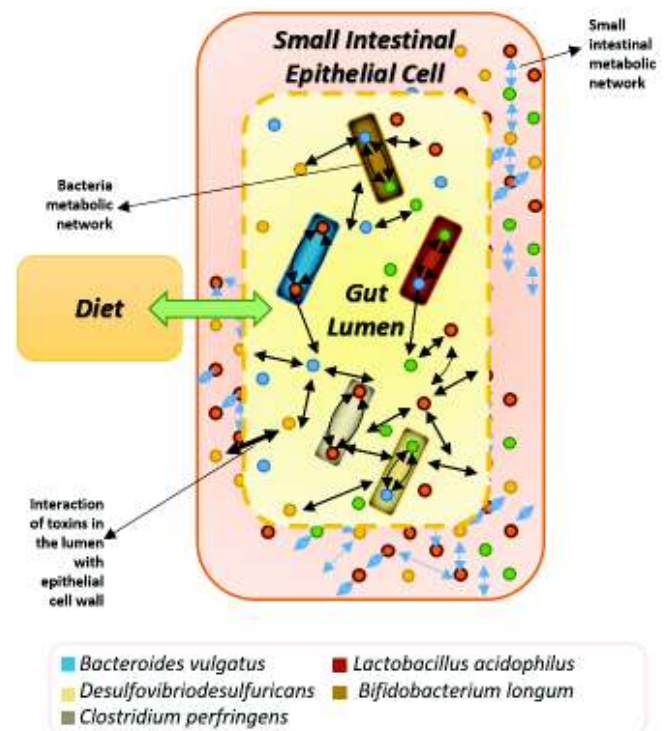 Small Intestinal
Epithelial Cell
Small
intestinal
metabolic
network
Bacteria
metabolic
network
Diet
Gut
Lumen
Interaction
of toxins in
the lumen
with
epithelial
cell wall
Bacteroides vulgatus
Lactobacillus acidophilus
Desulfovibriodesulfuricans
Bifidobacterium longum
Clostridium perfringens